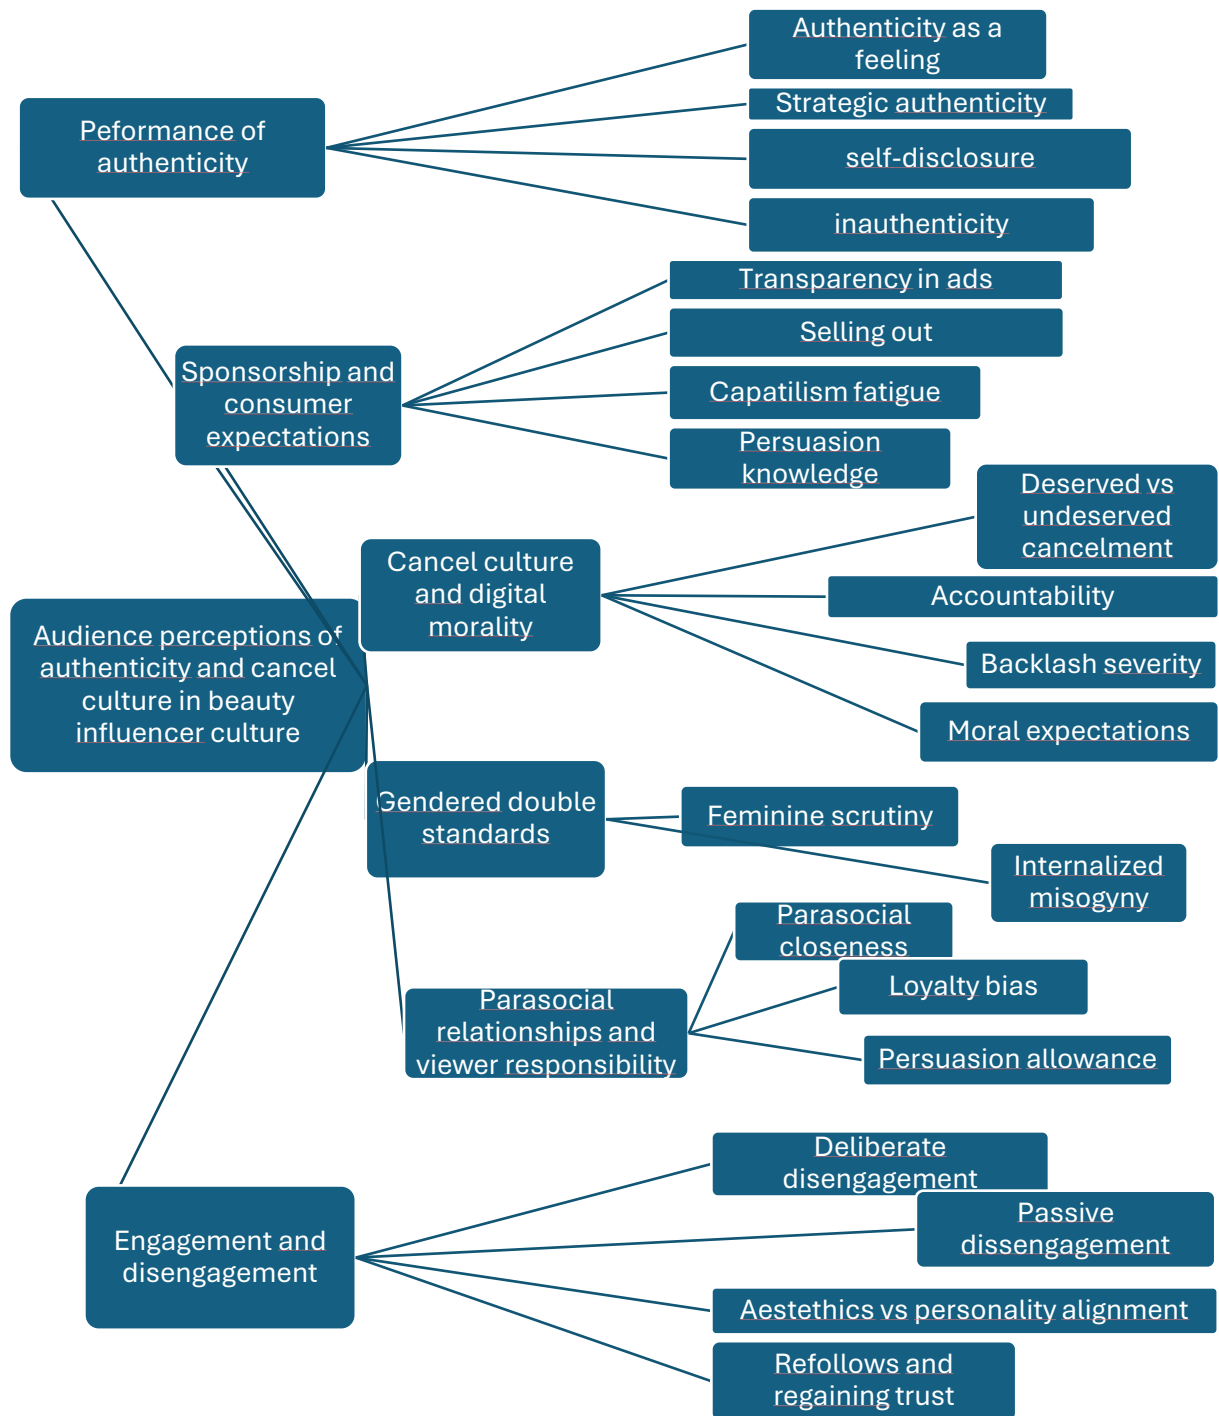 Peformance of
authenticity
Authenticity as a
feeling
Strategic authenticity
self-disclosure
inauthenticity
Sponsorship and
consumer
expectations
Transparency in ads
Selling out
Capatilism fatigue
Persuasion
knowledge
Audience perceptions of
authenticity and cancel
culture in beauty
influencer culture
Cancel culture
and digital
morality
Deserved vs
undeserved
cancelment
Accountability
Backlash severity
Moral expectations
Gendered double
standards
Feminine scrutiny
Internalized
misogyny
Parasocial
relationships and
viewer responsibility
Parasocial
closeness
Loyalty bias
Persuasion allowance
Engagement and
disengagement
Deliberate
disengagement
Passive
dissengagement
Aestethics vs personality alignment
Refollows and
regaining trust